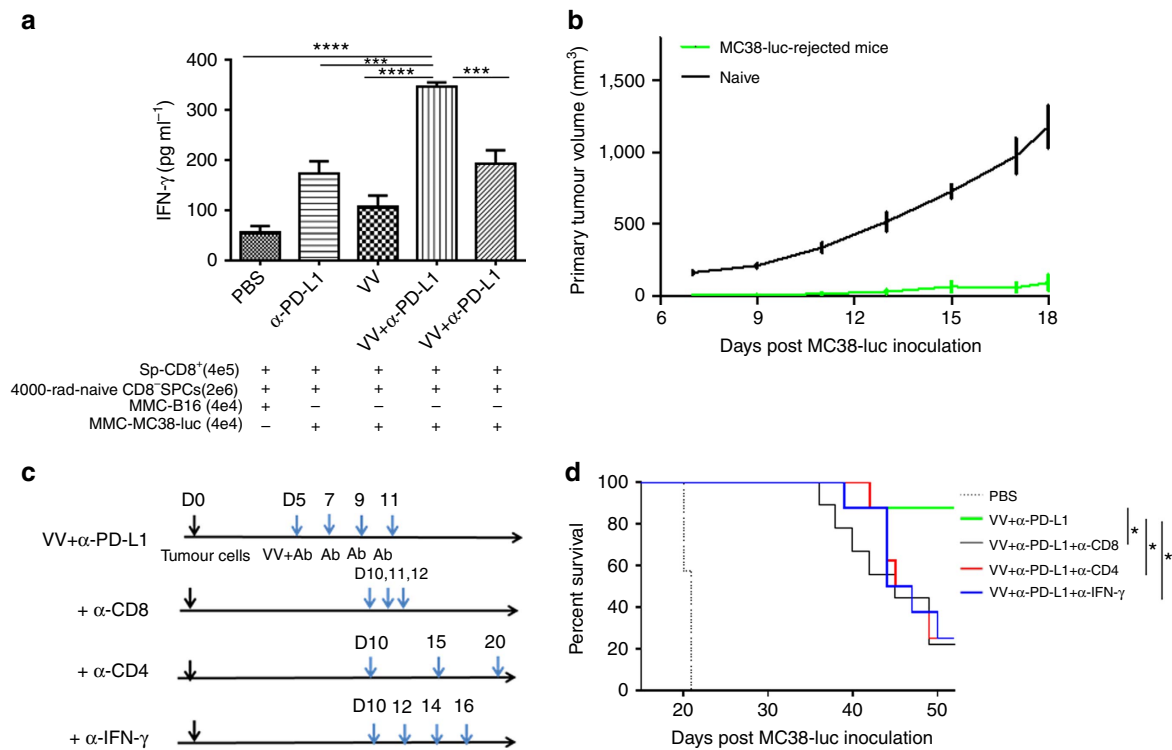 a
****
***
****
***
400
300
200
100
0
IFN-γ (pg ml⁻¹)
PBS
α-PD-L1
VV
VV+α-PD-L1
VV+α-PD-L1
Sp-CD8⁺(4e5) + + + + +
4000-rad-naive CD8⁻SPCs(2e6) + + + + +
MMC-B16 (4e4) + – – – –
MMC-MC38-luc (4e4) – + + + +
b
MC38-luc-rejected mice
Naive
1,500
1,000
500
0
Primary tumour volume (mm³)
6 9 12 15 18
Days post MC38-luc inoculation
c
D0 D5 7 9 11
VV+α-PD-L1
Tumour cells VV+Ab Ab Ab Ab
D10,11,12
+ α-CD8
D10 15 20
+ α-CD4
D10 12 14 16
+ α-IFN-γ
d
100
80
60
40
20
0
Percent survival
20 30 40 50
Days post MC38-luc inoculation
PBS
VV+α-PD-L1
VV+α-PD-L1+α-CD8
VV+α-PD-L1+α-CD4
VV+α-PD-L1+α-IFN-γ
*
*
*